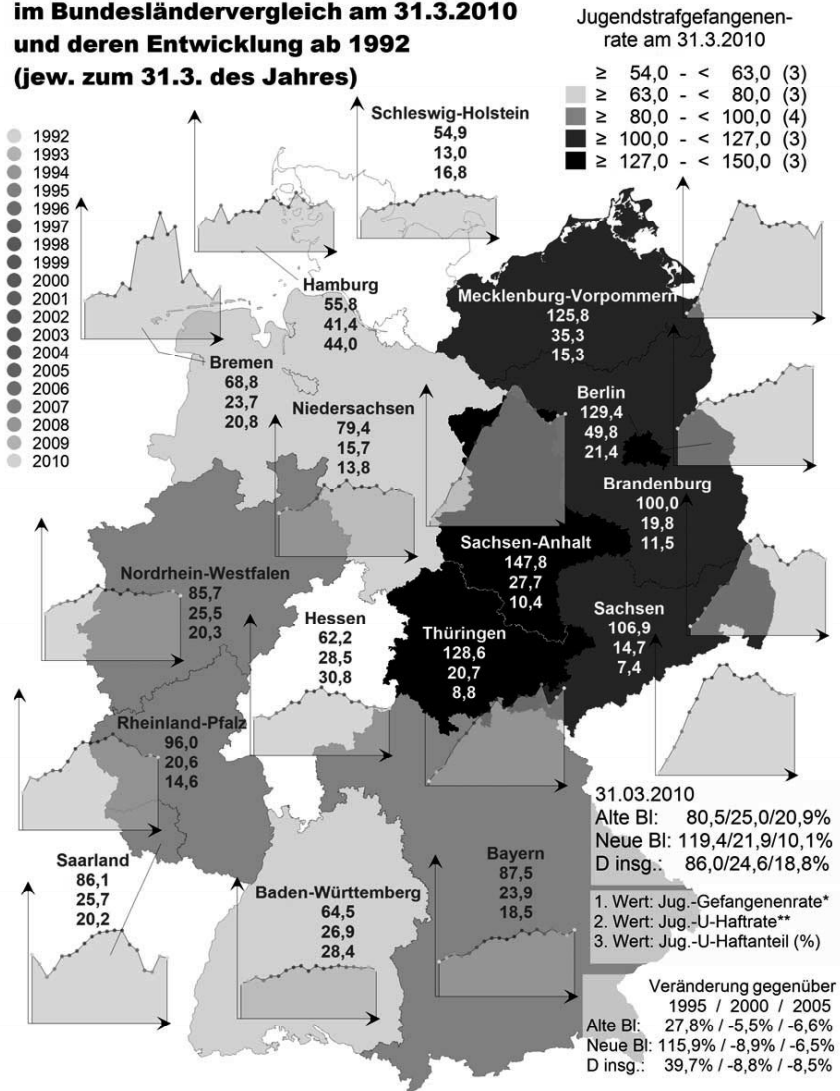 im Bundesländervergleich am 31.3.2010
und deren Entwicklung ab 1992
(jew. zum 31.3. des Jahres)
Jugendstrafgefangenen-
rate am 31.3.2010
≥ 54,0 - < 63,0 (3)
≥ 63,0 - < 80,0 (3)
≥ 80,0 - < 100,0 (4)
≥ 100,0 - < 127,0 (3)
≥ 127,0 - < 150,0 (3)
1992
1993
1994
1995
1996
1997
1998
1999
2000
2001
2002
2003
2004
2005
2006
2007
2008
2009
2010
Schleswig-Holstein
54,9
13,0
16,8
Hamburg
55,8
41,4
44,0
Mecklenburg-Vorpommern
125,8
35,3
15,3
Bremen
68,8
23,7
20,8
Niedersachsen
79,4
15,7
13,8
Berlin
129,4
49,8
21,4
Brandenburg
100,0
19,8
11,5
Sachsen-Anhalt
147,8
27,7
10,4
Nordrhein-Westfalen
85,7
25,5
20,3
Hessen
62,2
28,5
30,8
Thüringen
128,6
20,7
8,8
Sachsen
106,9
14,7
7,4
Rheinland-Pfalz
96,0
20,6
14,6
Saarland
86,1
25,7
20,2
Baden-Württemberg
64,5
26,9
28,4
Bayern
87,5
23,9
18,5
31.03.2010
Alte Bl: 80,5/25,0/20,9%
Neue Bl: 119,4/21,9/10,1%
D insg.: 86,0/24,6/18,8%
1. Wert: Jug.-Gefangenenrate*
2. Wert: Jug.-U-Haftrate**
3. Wert: Jug.-U-Haftanteil (%)
Veränderung gegenüber
1995 / 2000 / 2005
Alte Bl: 27,8% / -5,5% / -6,6%
Neue Bl: 115,9% / -8,9% / -6,5%
D insg.: 39,7% / -8,8% / -8,5%